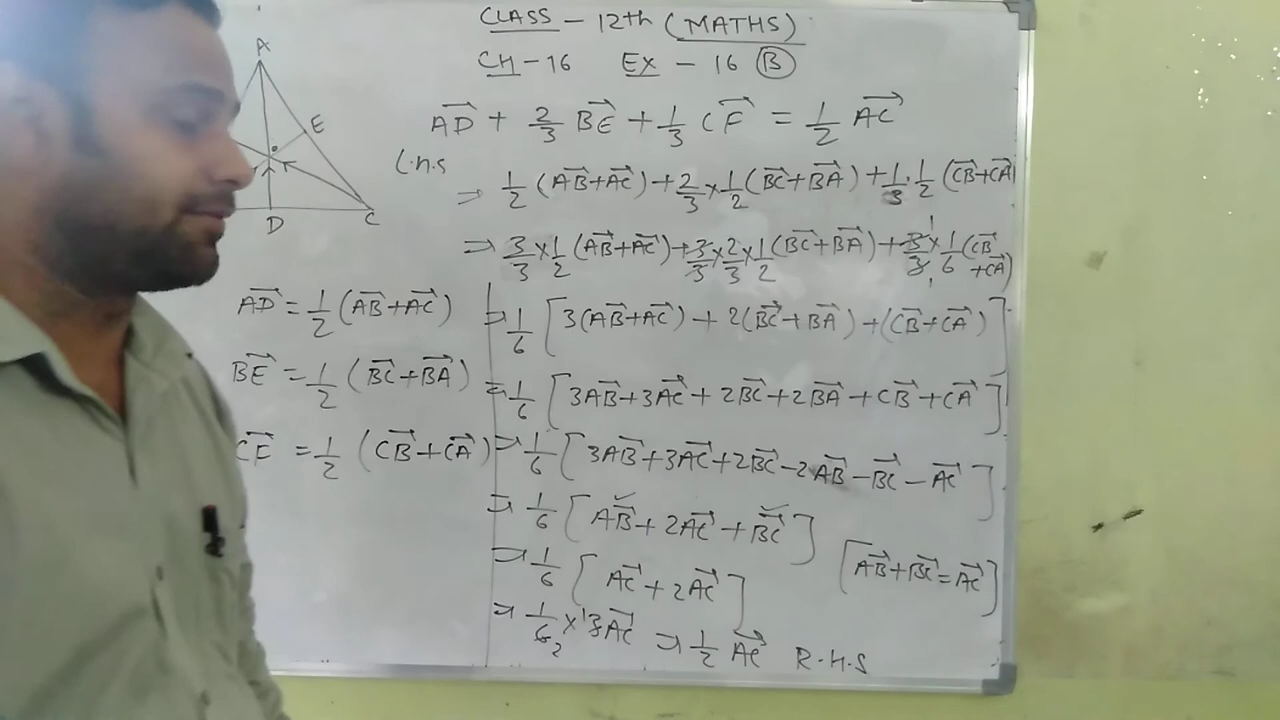 CLASS - 12th (MATHS)
CH-16 EX - 16 (B)
A
E
D
C
AD→ + 2/3 BE→ + 1/3 CF→ = 1/2 AC→
L.H.S
⇒ 1/2 (AB→+AC→) + 2/3 × 1/2 (BC→+BA→) + 1/3 · 1/2 (CB→+CA→)
⇒ 3/3 × 1/2 (AB→+AC→) + 3/3 × 2/3 × 1/2 (BC→+BA→) + 3/3 × 1/6 (CB→+CA→)
AD→ = 1/2 (AB→+AC→)
BE→ = 1/2 (BC→+BA→)
CF→ = 1/2 (CB→+CA→)
⇒ 1/6 [3(AB→+AC→) + 2(BC→+BA→) + (CB→+CA→)]
⇒ 1/6 [3AB→+3AC→+2BC→+2BA→+CB→+CA→]
⇒ 1/6 [3AB→+3AC→+2BC→-2AB→-BC→-AC→]
⇒ 1/6 [AB→+2AC→+BC→]
[AB→+BC→=AC→]
⇒ 1/6 [AC→+2AC→]
⇒ 1/6 × 3AC→ ⇒ 1/2 AC→ R.H.S